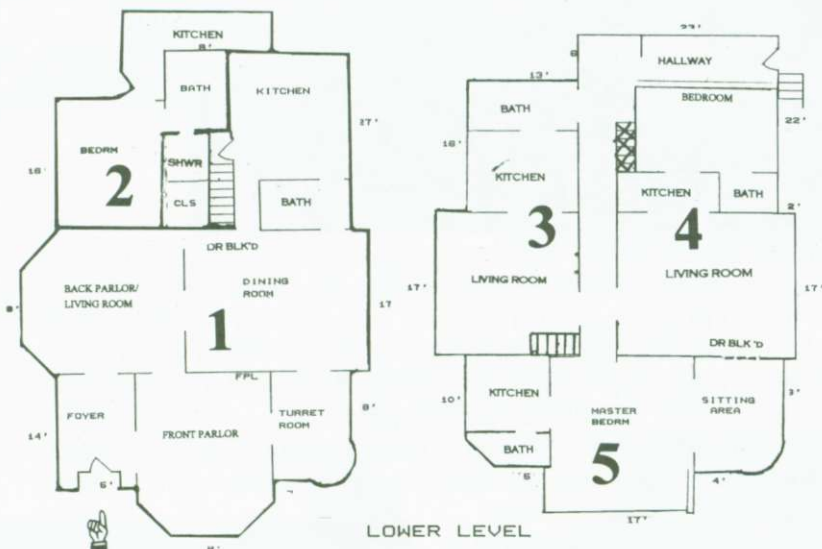 KITCHEN
8'
BATH
KITCHEN
27'
BEDRM
16'
2
SHWR
CLS
BATH
DR BLK'D
BACK PARLOR/
LIVING ROOM
DINING
ROOM
8'
17
1
FPL
FOYER
TURRET
ROOM
8'
14'
FRONT PARLOR
6'
23'
8
HALLWAY
13'
BATH
BEDROOM
22'
KITCHEN
KITCHEN
BATH
2'
3
4
LIVING ROOM
LIVING ROOM
17'
17'
DR BLK'D
KITCHEN
10'
MASTER
BEDRM
SITTING
AREA
3'
BATH
5
4'
17'
LOWER LEVEL